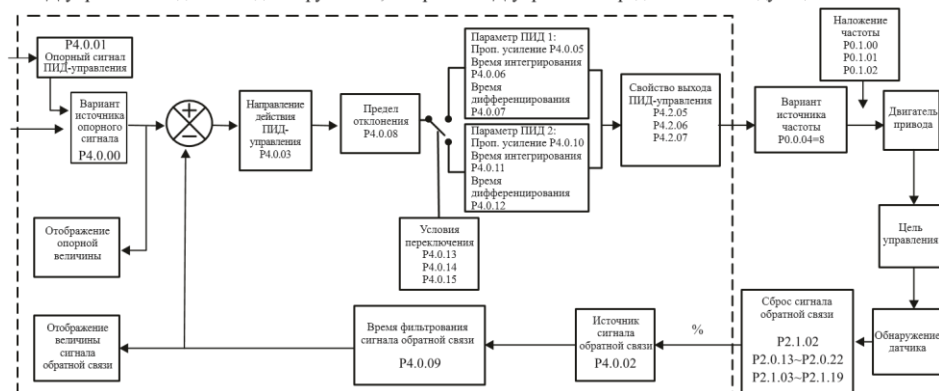 P4.0.01
Опорный сигнал
ПИД-управления
Вариант
источника
опорного
сигнала
P4.0.00
Направление
действия
ПИД-
управления
P4.0.03
Предел
отклонения
P4.0.08
Параметр ПИД 1:
Проп. усиление P4.0.05
Время интегрирования
P4.0.06
Время
дифференцирования
P4.0.07
Параметр ПИД 2:
Проп. усиление P4.0.10
Время интегрирования
P4.0.11
Время
дифференцирования
P4.0.12
Условия
переключения
P4.0.13
P4.0.14
P4.0.15
Свойство выхода
ПИД-управления
P4.2.05
P4.2.06
P4.2.07
Наложение
частоты
P0.1.00
P0.1.01
P0.1.02
Вариант
источника
частоты
P0.0.04=8
Двигатель
привода
Цель
управления
Обнаружение
датчика
Сброс сигнала
обратной связи
P2.1.02
P2.0.13~P2.0.22
P2.1.03~P2.1.19
%
Источник
сигнала
обратной связи
P4.0.02
Время фильтрования
сигнала обратной связи
P4.0.09
Отображение
опорной
величины
Отображение
величины
сигнала
обратной связи